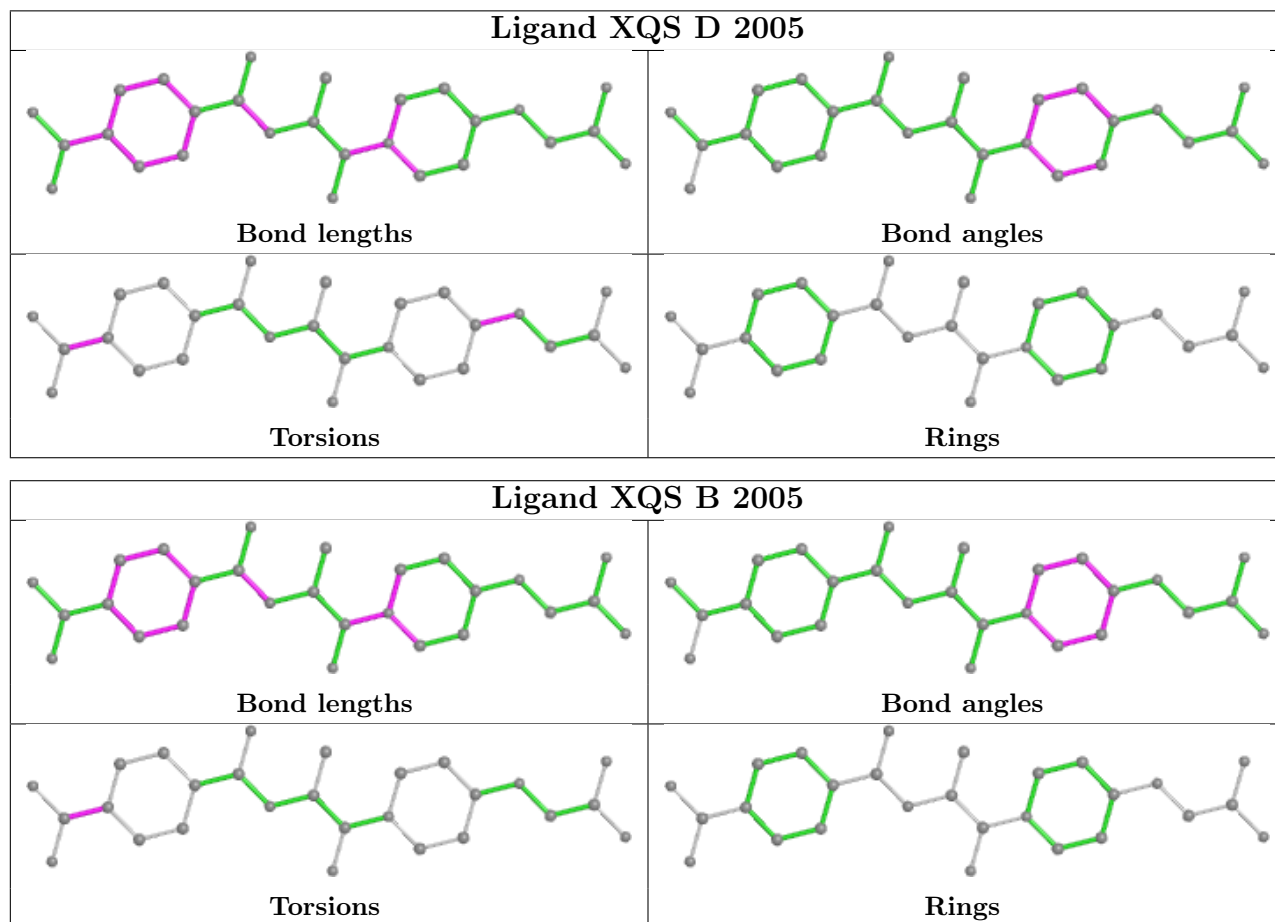 Ligand XQS D 2005
Bond lengths
Bond angles
Torsions
Rings
Ligand XQS B 2005
Bond lengths
Bond angles
Torsions
Rings